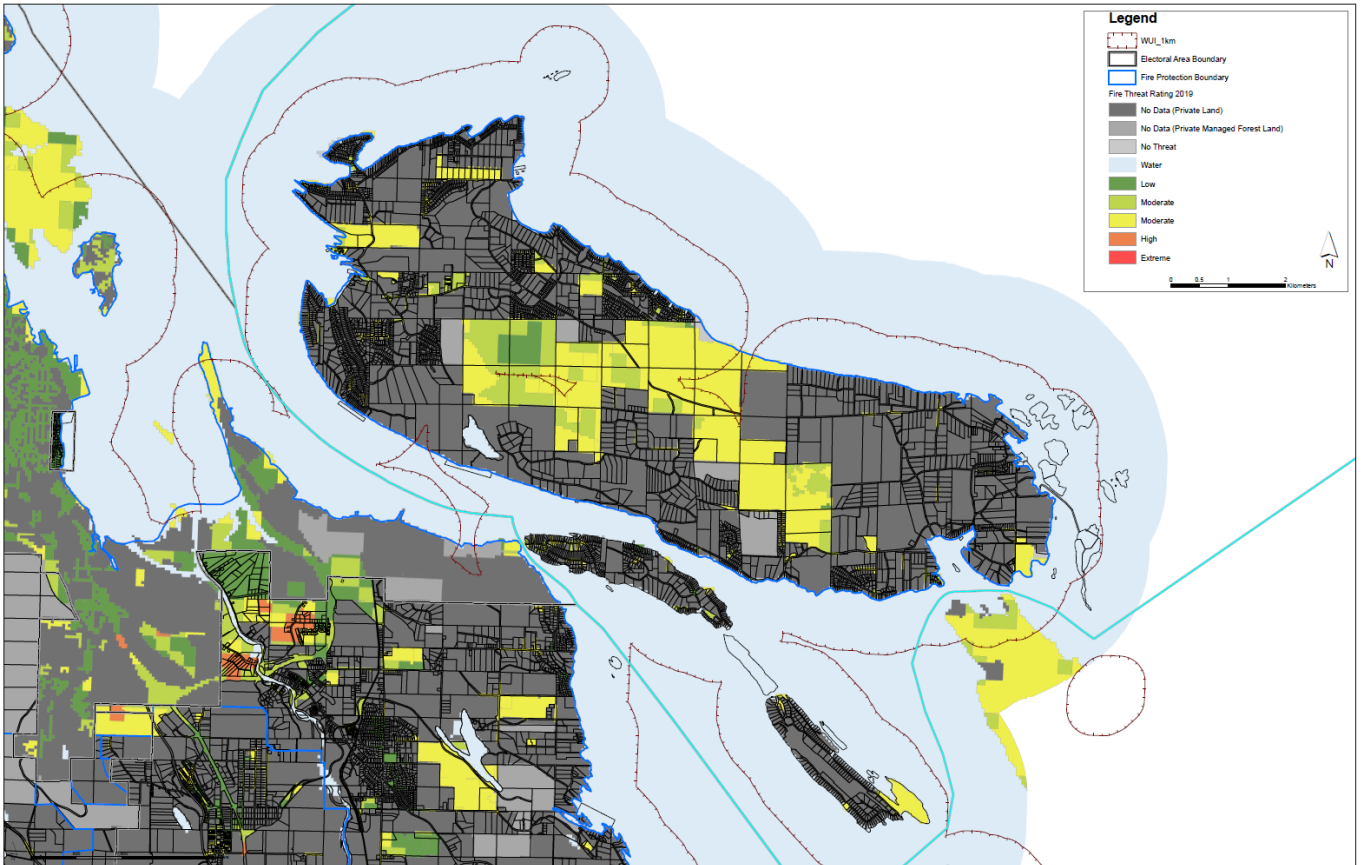 Legend
WUI_1km
Electoral Area Boundary
Fire Protection Boundary
Fire Threat Rating 2019
No Data (Private Land)
No Data (Private Managed Forest Land)
No Threat
Water
Low
Moderate
Moderate
High
Extreme
N
0 0.5 1 2
Kilometers